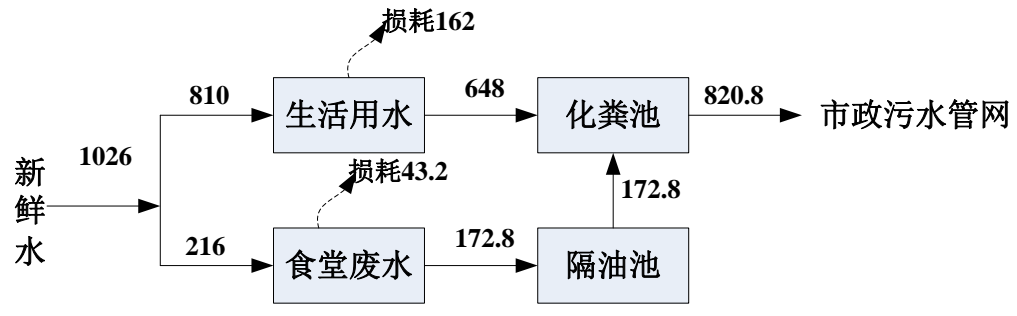 损耗162
810
生活用水
648
化粪池
820.8
市政污水管网
1026
新鲜水
损耗43.2
172.8
216
食堂废水
172.8
隔油池